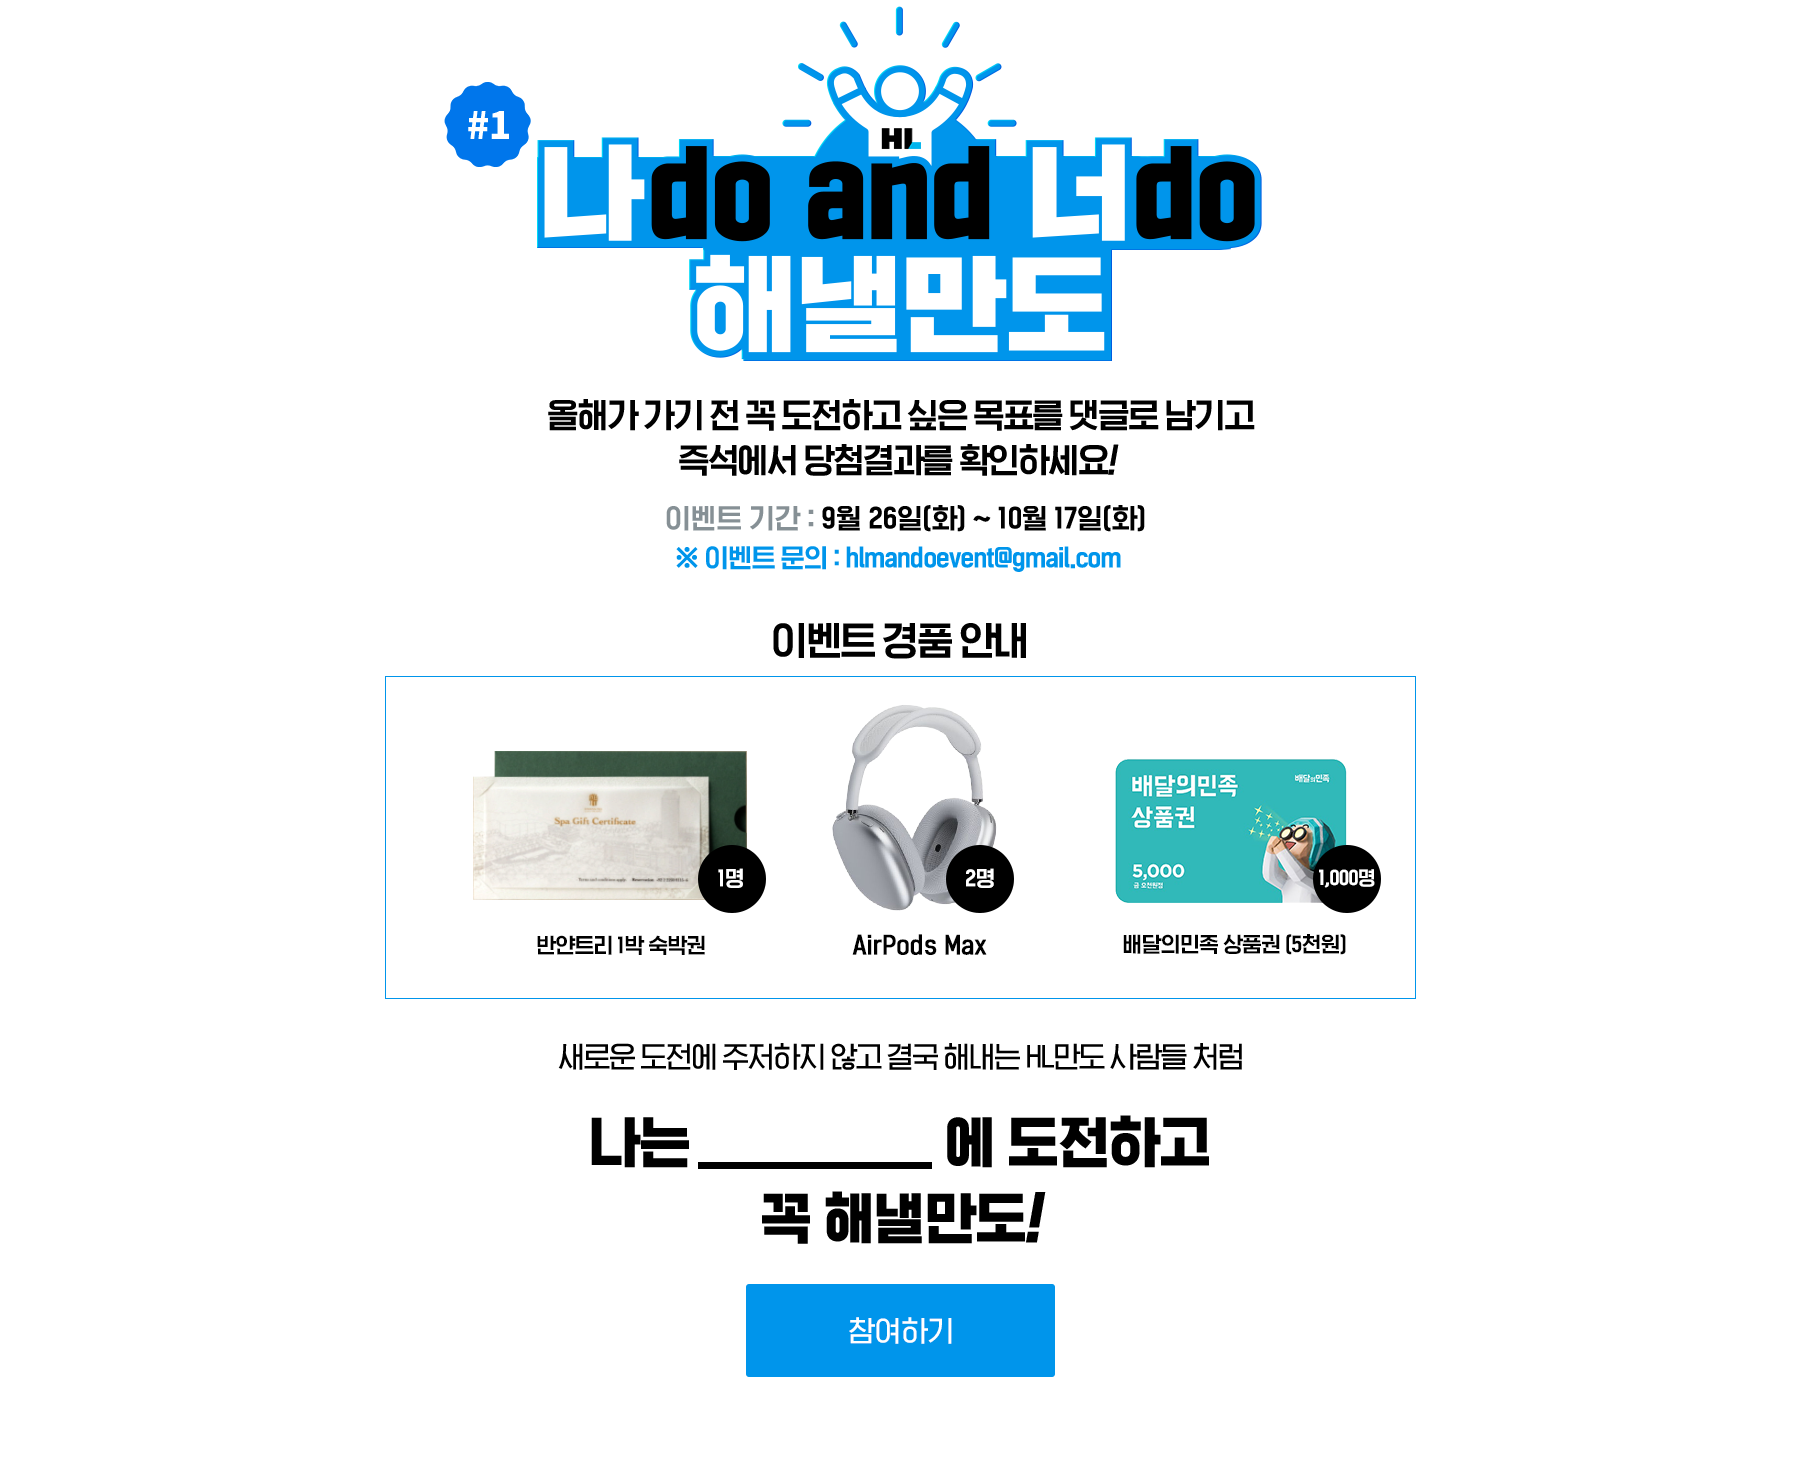 #1
HL
나do and 너do
해낼만도
올해가 가기 전 꼭 도전하고 싶은 목표를 댓글로 남기고
즉석에서 당첨결과를 확인하세요!
이벤트 기간 : 9월 26일(화) ~ 10월 17일(화)
※ 이벤트 문의 : hlmandoevent@gmail.com
이벤트 경품 안내
Spa Gift Certificate
1명
2명
배달의민족
상품권
배달의민족
5,000
금 오천원정
1,000명
반얀트리 1박 숙박권
AirPods Max
배달의민족 상품권 (5천원)
새로운 도전에 주저하지 않고 결국 해내는 HL만도 사람들 처럼
나는 ________ 에 도전하고
꼭 해낼만도!
참여하기